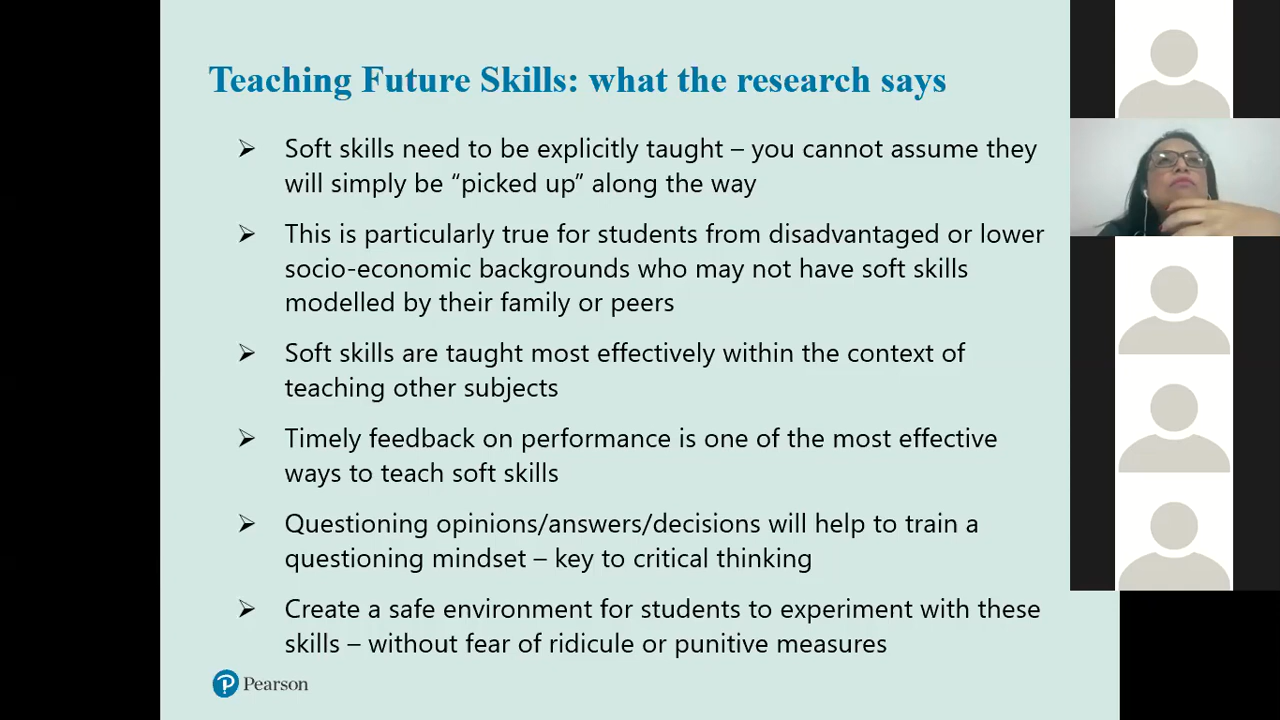 Teaching Future Skills: what the research says
➢ Soft skills need to be explicitly taught – you cannot assume they
will simply be “picked up” along the way
➢ This is particularly true for students from disadvantaged or lower
socio-economic backgrounds who may not have soft skills
modelled by their family or peers
➢ Soft skills are taught most effectively within the context of
teaching other subjects
➢ Timely feedback on performance is one of the most effective
ways to teach soft skills
➢ Questioning opinions/answers/decisions will help to train a
questioning mindset – key to critical thinking
➢ Create a safe environment for students to experiment with these
skills – without fear of ridicule or punitive measures
Pearson